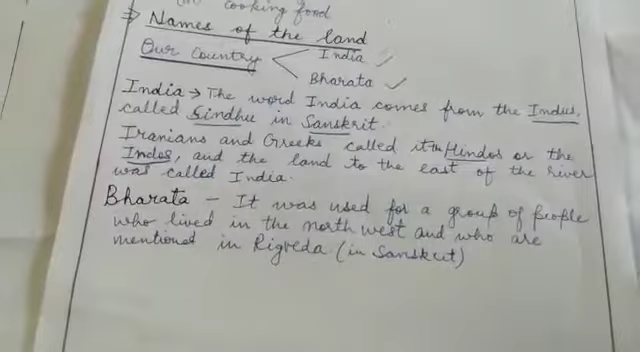 (iii) cooking food
⇒ Names of the land
Our Country < India ✓
Bharata ✓
India → The word India comes from the Indus,
called Sindhu in Sanskrit.
Iranians and Greeks called it the Hindos or the
Indos, and the land to the east of the river
was called India.
Bharata - It was used for a group of people
who lived in the north west and who are
mentioned in Rigveda (in Sanskrit)